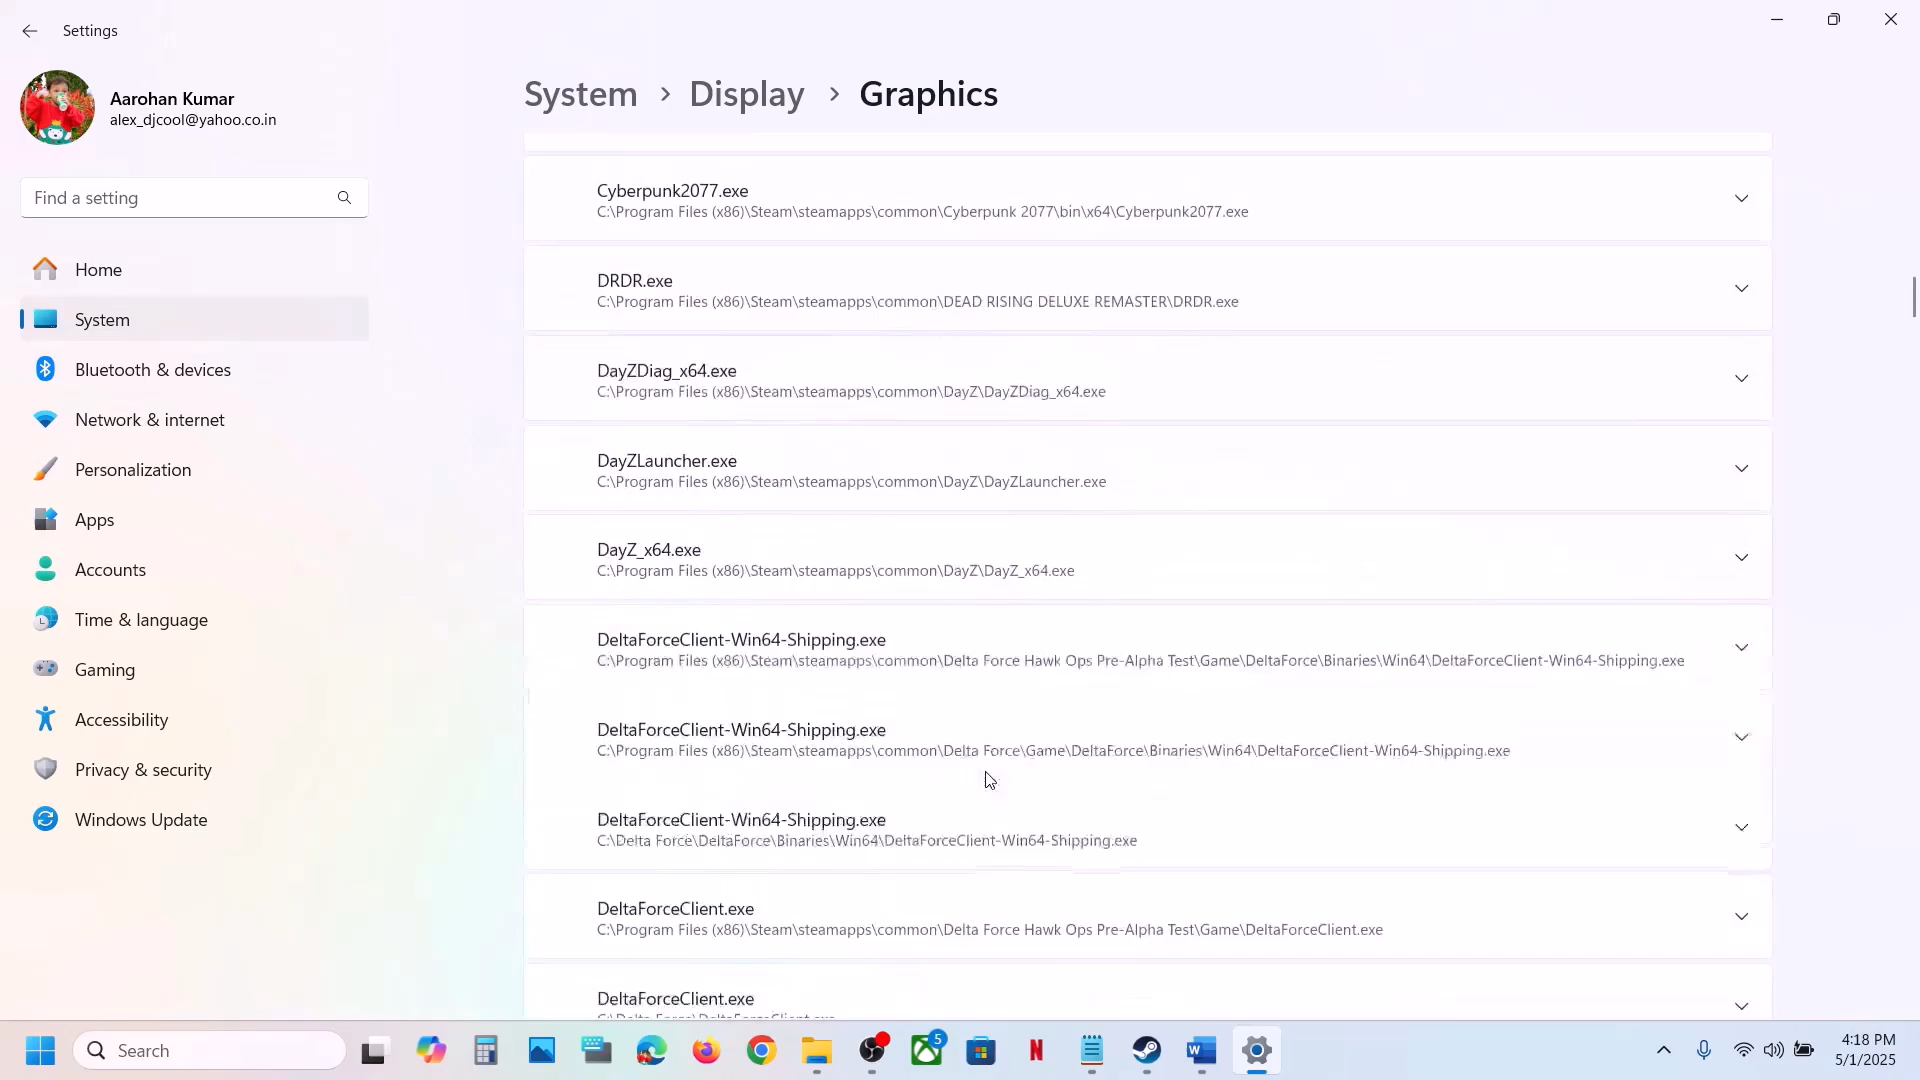 Settings
Aarohan Kumar
alex_djcool@yahoo.co.in
Find a setting
Home
System
Bluetooth & devices
Network & internet
Personalization
Apps
Accounts
Time & language
Gaming
Accessibility
Privacy & security
Windows Update
System > Display > Graphics
Cyberpunk2077.exe
C:\Program Files (x86)\Steam\steamapps\common\Cyberpunk 2077\bin\x64\Cyberpunk2077.exe
DRDR.exe
C:\Program Files (x86)\Steam\steamapps\common\DEAD RISING DELUXE REMASTER\DRDR.exe
DayZDiag_x64.exe
C:\Program Files (x86)\Steam\steamapps\common\DayZ\DayZDiag_x64.exe
DayZLauncher.exe
C:\Program Files (x86)\Steam\steamapps\common\DayZ\DayZLauncher.exe
DayZ_x64.exe
C:\Program Files (x86)\Steam\steamapps\common\DayZ\DayZ_x64.exe
DeltaForceClient-Win64-Shipping.exe
C:\Program Files (x86)\Steam\steamapps\common\Delta Force Hawk Ops Pre-Alpha Test\Game\DeltaForce\Binaries\Win64\DeltaForceClient-Win64-Shipping.exe
DeltaForceClient-Win64-Shipping.exe
C:\Program Files (x86)\Steam\steamapps\common\Delta Force\Game\DeltaForce\Binaries\Win64\DeltaForceClient-Win64-Shipping.exe
DeltaForceClient-Win64-Shipping.exe
C:\Delta Force\DeltaForce\Binaries\Win64\DeltaForceClient-Win64-Shipping.exe
DeltaForceClient.exe
C:\Program Files (x86)\Steam\steamapps\common\Delta Force Hawk Ops Pre-Alpha Test\Game\DeltaForceClient.exe
DeltaForceClient.exe
C:\Delta Force\DeltaForceClient.exe
Search
5
4:18 PM
5/1/2025